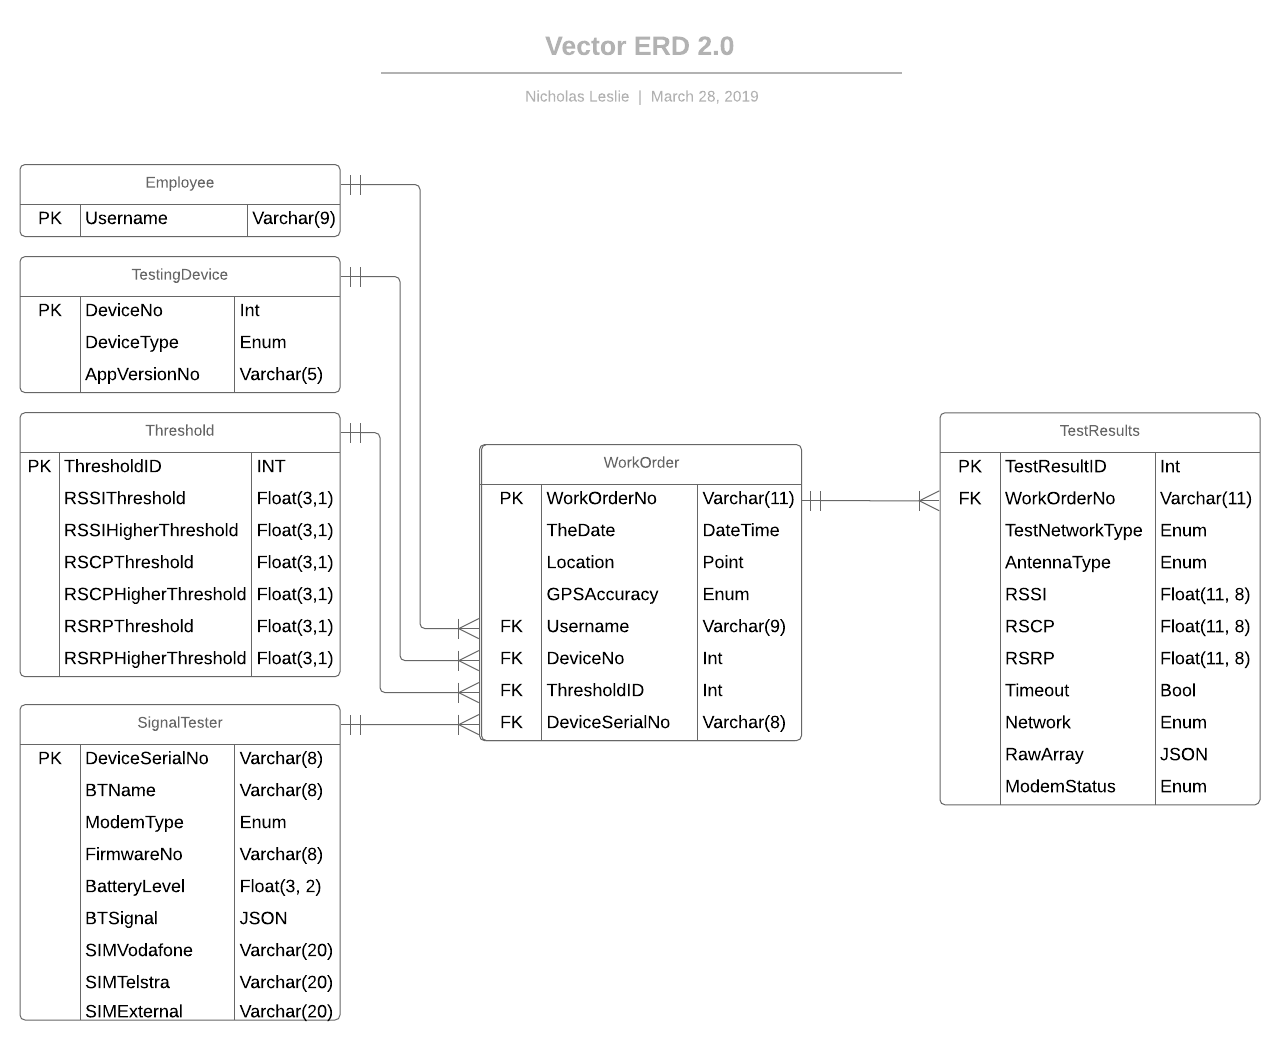 Vector ERD 2.0
Nicholas Leslie | March 28, 2019
Employee
PK Username Varchar(9)
TestingDevice
PK DeviceNo Int
DeviceType Enum
AppVersionNo Varchar(5)
Threshold
PK ThresholdID INT
RSSIThreshold Float(3,1)
RSSIHigherThreshold Float(3,1)
RSCPThreshold Float(3,1)
RSCPHigherThreshold Float(3,1)
RSRPThreshold Float(3,1)
RSRPHigherThreshold Float(3,1)
SignalTester
PK DeviceSerialNo Varchar(8)
BTName Varchar(8)
ModemType Enum
FirmwareNo Varchar(8)
BatteryLevel Float(3, 2)
BTSignal JSON
SIMVodafone Varchar(20)
SIMTelstra Varchar(20)
SIMExternal Varchar(20)
WorkOrder
PK WorkOrderNo Varchar(11)
TheDate DateTime
Location Point
GPSAccuracy Enum
FK Username Varchar(9)
FK DeviceNo Int
FK ThresholdID Int
FK DeviceSerialNo Varchar(8)
TestResults
PK TestResultID Int
FK WorkOrderNo Varchar(11)
TestNetworkType Enum
AntennaType Enum
RSSI Float(11, 8)
RSCP Float(11, 8)
RSRP Float(11, 8)
Timeout Bool
Network Enum
RawArray JSON
ModemStatus Enum